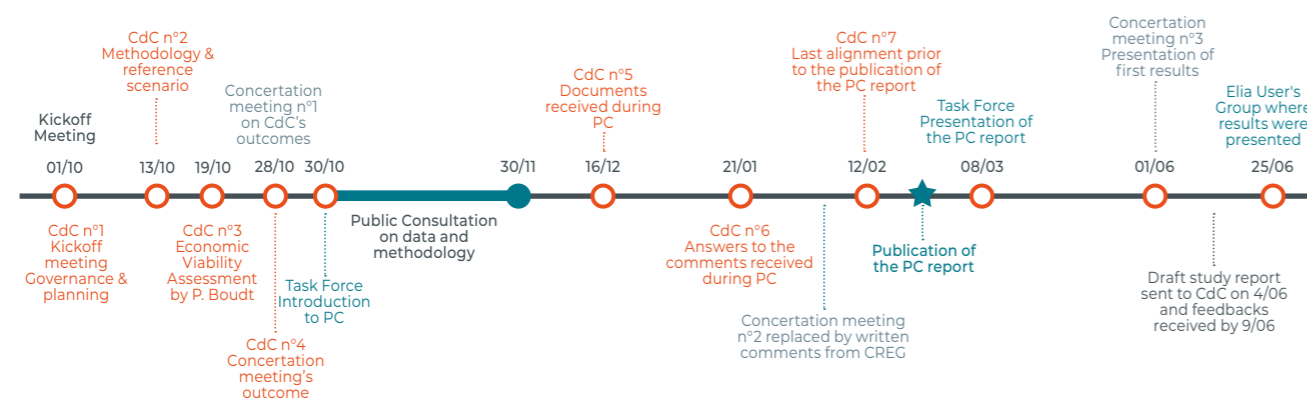 Kickoff
Meeting
01/10
CdC n°1
Kickoff
meeting
Governance &
planning
CdC n°2
Methodology &
reference
scenario
13/10
19/10
CdC n°3
Economic
Viability
Assessment
by P. Boudt
Concertation
meeting n°1
on CdC's
outcomes
28/10
CdC n°4
Concertation
meeting's
outcome
30/10
Task Force
Introduction
to PC
Public Consultation
on data and
methodology
30/11
CdC n°5
Documents
received during
PC
16/12
21/01
CdC n°6
Answers to the
comments received
during PC
Concertation meeting
n°2 replaced by written
comments from CREG
CdC n°7
Last alignment prior
to the publication of
the PC report
12/02
Publication of
the PC report
Task Force
Presentation of
the PC report
08/03
Concertation
meeting n°3
Presentation of
first results
01/06
Draft study report
sent to CdC on 4/06
and feedbacks
received by 9/06
Elia User's
Group where
results were
presented
25/06